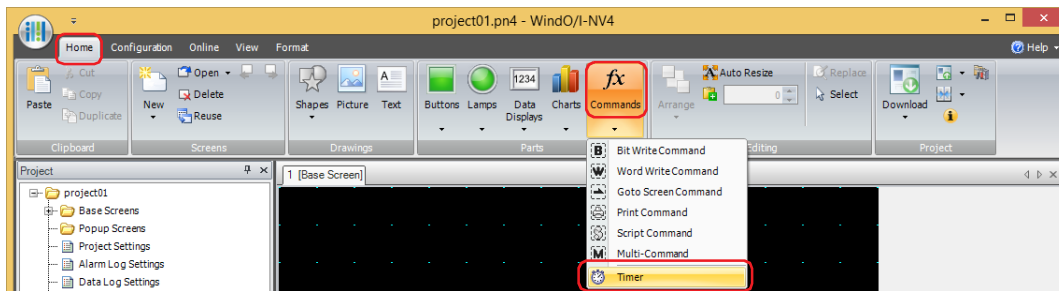 project01.pn4 - WindO/I-NV4
Home Configuration Online View Format Help
Paste
Cut
Copy
Duplicate
Clipboard
New
Open
Delete
Reuse
Screens
Shapes Picture Text
Drawings
Buttons Lamps
1234
Data Displays
Charts
fx
Commands
Parts
Arrange
Auto Resize
0
Replace
Select
Editing
Download
Project
Project
project01
Base Screens
Popup Screens
Project Settings
Alarm Log Settings
Data Log Settings
1 [Base Screen]
B Bit Write Command
W Word Write Command
Goto Screen Command
Print Command
Script Command
M Multi-Command
Timer